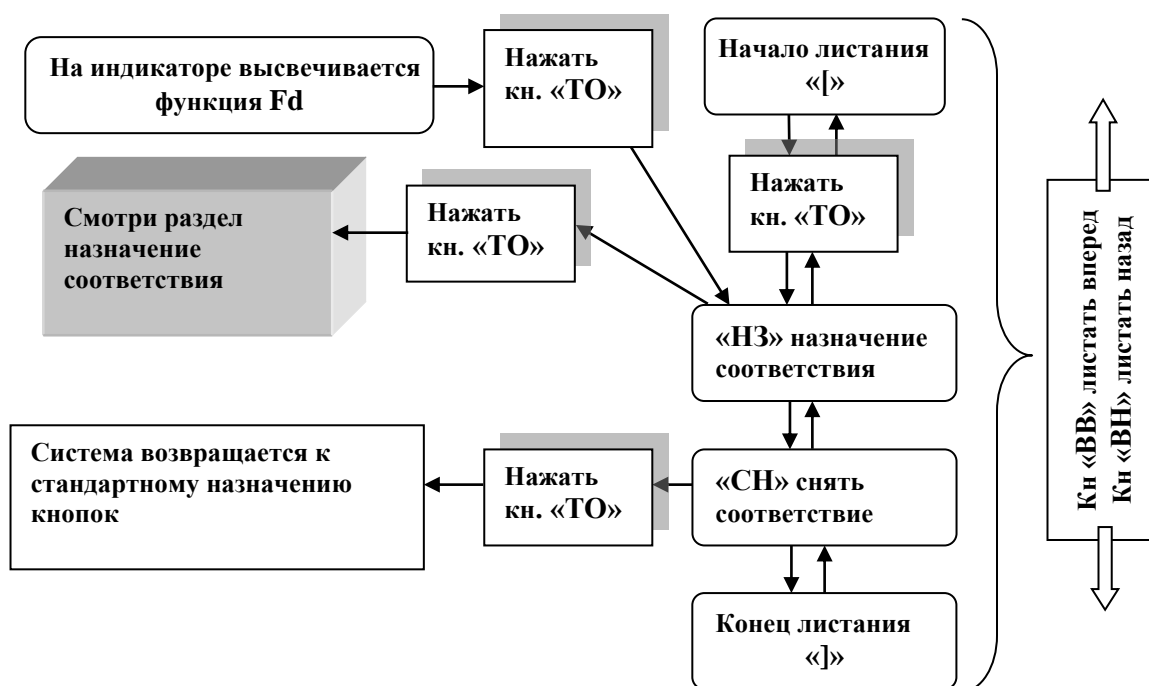 На индикаторе высвечивается
функция Fd
Нажать
кн. «ТО»
Начало листания
«[»
Нажать
кн. «ТО»
Смотри раздел
назначение
соответствия
Нажать
кн. «ТО»
«НЗ» назначение
соответствия
Система возвращается к
стандартному назначению
кнопок
Нажать
кн. «ТО»
«СН» снять
соответствие
Конец листания
«]»
Кн «ВВ» листать вперед
Кн «ВН» листать назад